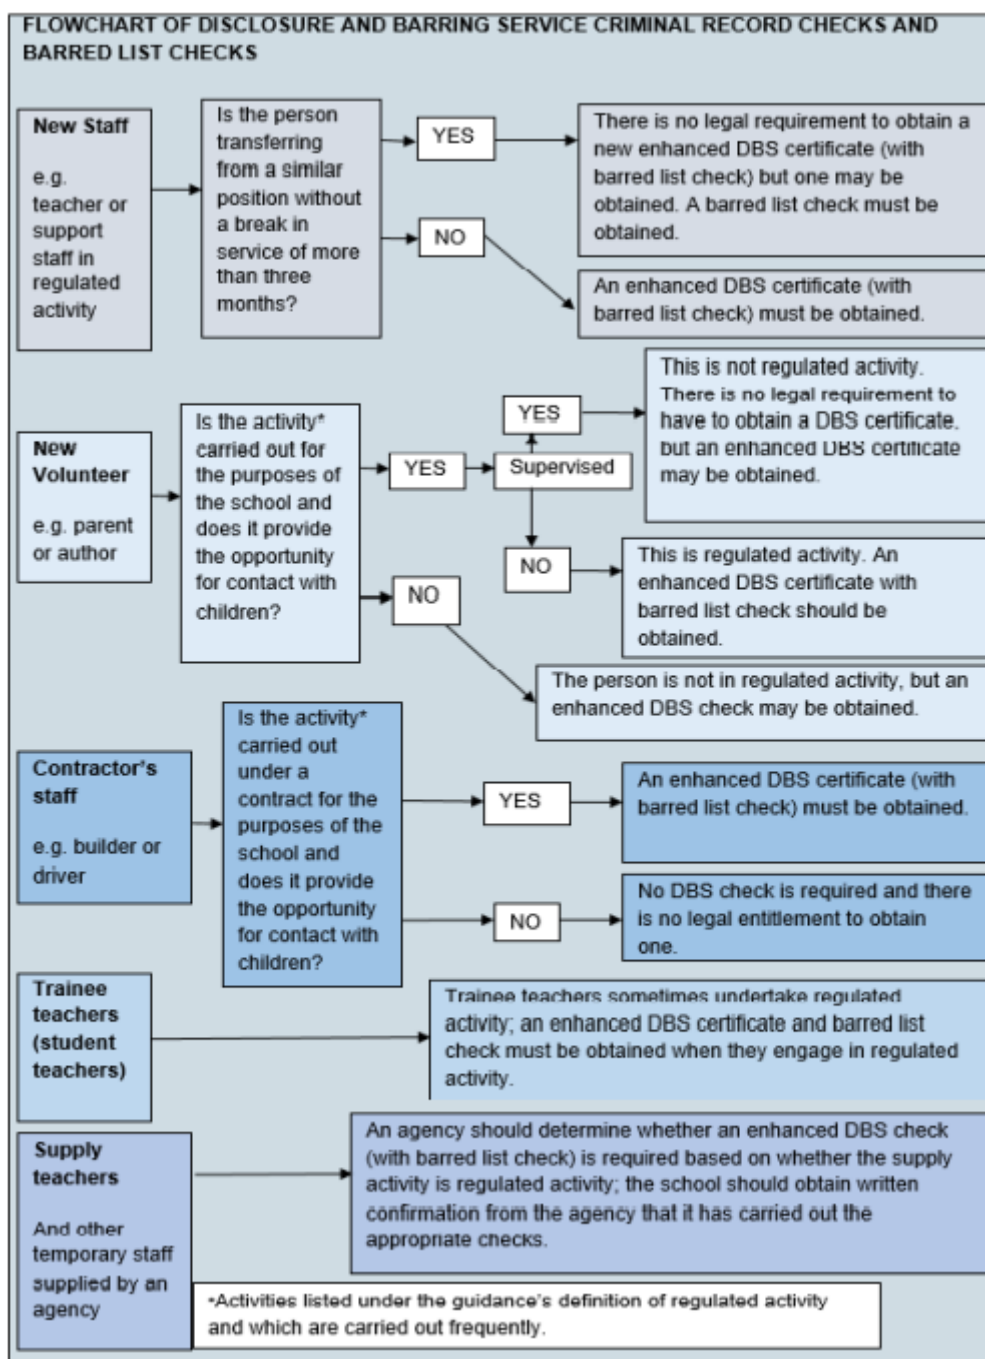 FLOWCHART OF DISCLOSURE AND BARRING SERVICE CRIMINAL RECORD CHECKS AND
BARRED LIST CHECKS
New Staff
e.g.
teacher or
support
staff in
regulated
activity
Is the person
transferring
from a similar
position without
a break in
service of more
than three
months?
YES
There is no legal requirement to obtain a
new enhanced DBS certificate (with
barred list check) but one may be
obtained. A barred list check must be
obtained.
NO
An enhanced DBS certificate (with
barred list check) must be obtained.
New
Volunteer
e.g. parent
or author
Is the activity*
carried out for
the purposes of
the school and
does it provide
the opportunity
for contact with
children?
YES
Supervised
YES
This is not regulated activity.
There is no legal requirement to
have to obtain a DBS certificate,
but an enhanced DBS certificate
may be obtained.
NO
This is regulated activity. An
enhanced DBS certificate with
barred list check should be
obtained.
NO
The person is not in regulated activity, but an
enhanced DBS check may be obtained.
Contractor's
staff
e.g. builder or
driver
Is the activity*
carried out
under a
contract for the
purposes of the
school and
does it provide
the opportunity
for contact with
children?
YES
An enhanced DBS certificate (with
barred list check) must be obtained.
NO
No DBS check is required and there
is no legal entitlement to obtain
one.
Trainee
teachers
(student
teachers)
Trainee teachers sometimes undertake regulated
activity; an enhanced DBS certificate and barred list
check must be obtained when they engage in regulated
activity.
Supply
teachers
And other
temporary staff
supplied by an
agency
An agency should determine whether an enhanced DBS check
(with barred list check) is required based on whether the supply
activity is regulated activity; the school should obtain written
confirmation from the agency that it has carried out the
appropriate checks.
*Activities listed under the guidance's definition of regulated activity
and which are carried out frequently.